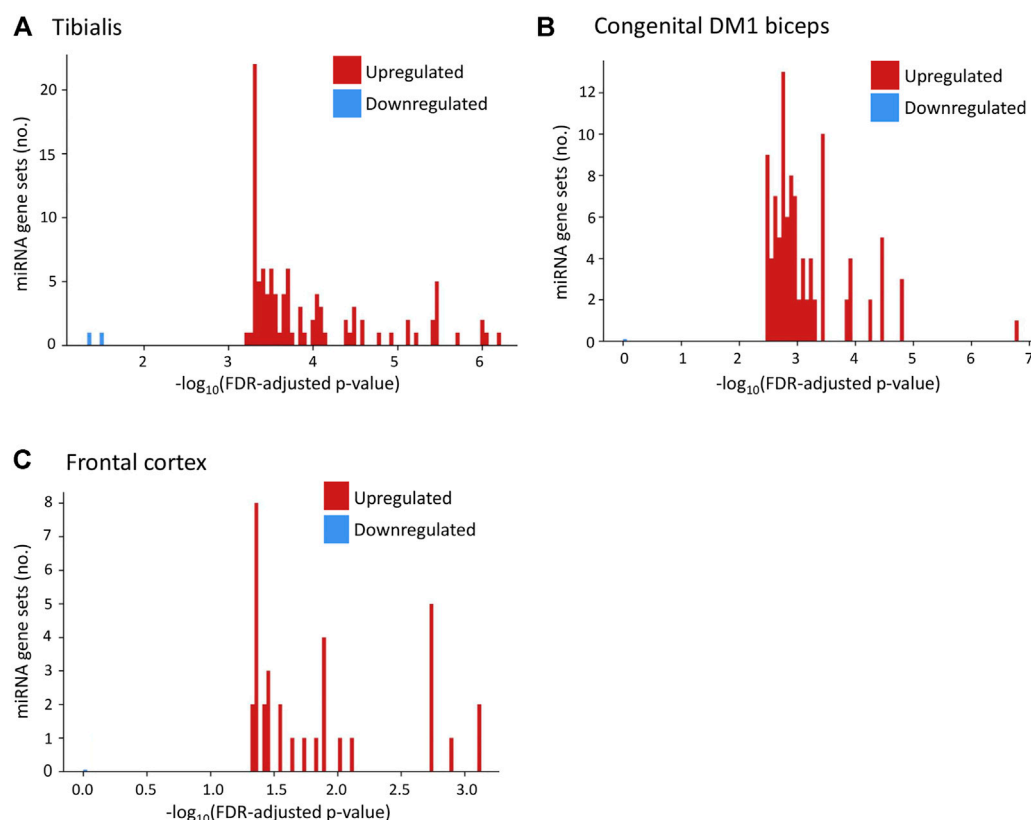 A Tibialis
Upregulated
Downregulated
miRNA gene sets (no.)
20
15
10
5
0
2 3 4 5 6
-log10(FDR-adjusted p-value)
B Congenital DM1 biceps
Upregulated
Downregulated
miRNA gene sets (no.)
12
10
8
6
4
2
0
0 1 2 3 4 5 6 7
-log10(FDR-adjusted p-value)
C Frontal cortex
Upregulated
Downregulated
miRNA gene sets (no.)
8
7
6
5
4
3
2
1
0
0.0 0.5 1.0 1.5 2.0 2.5 3.0
-log10(FDR-adjusted p-value)